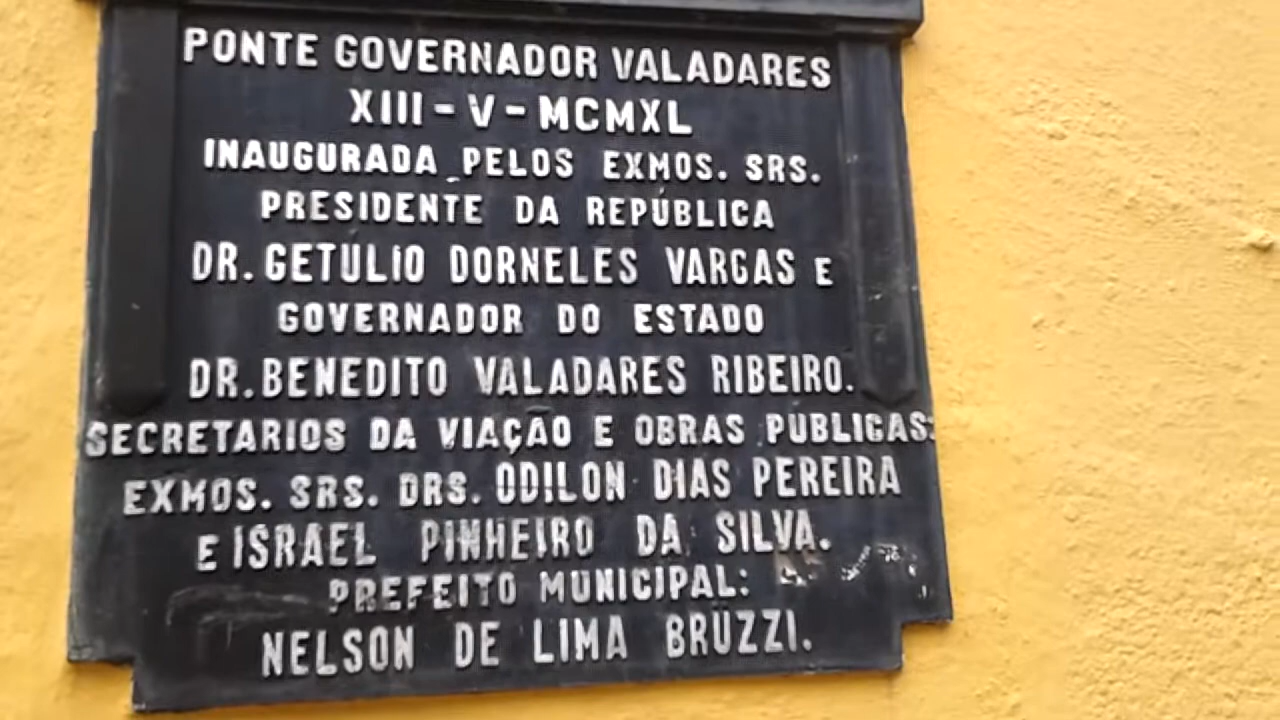 PONTE GOVERNADOR VALADARES
XIII - V - MCMXL
INAUGURADA PELOS EXMOS. SRS.
PRESIDENTE DA REPÚBLICA
DR. GETULIO DORNELES VARGAS E
GOVERNADOR DO ESTADO
DR. BENEDITO VALADARES RIBEIRO.
SECRETARIOS DA VIAÇÃO E OBRAS PUBLICAS:
EXMOS. SRS. DRS. ODILON DIAS PEREIRA
E ISRAEL PINHEIRO DA SILVA.
PREFEITO MUNICIPAL:
NELSON DE LIMA BRUZZI.